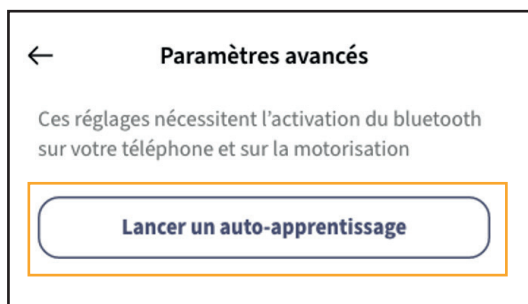 Paramètres avancés
Ces réglages nécessitent l’activation du bluetooth
sur votre téléphone et sur la motorisation
Lancer un auto-apprentissage